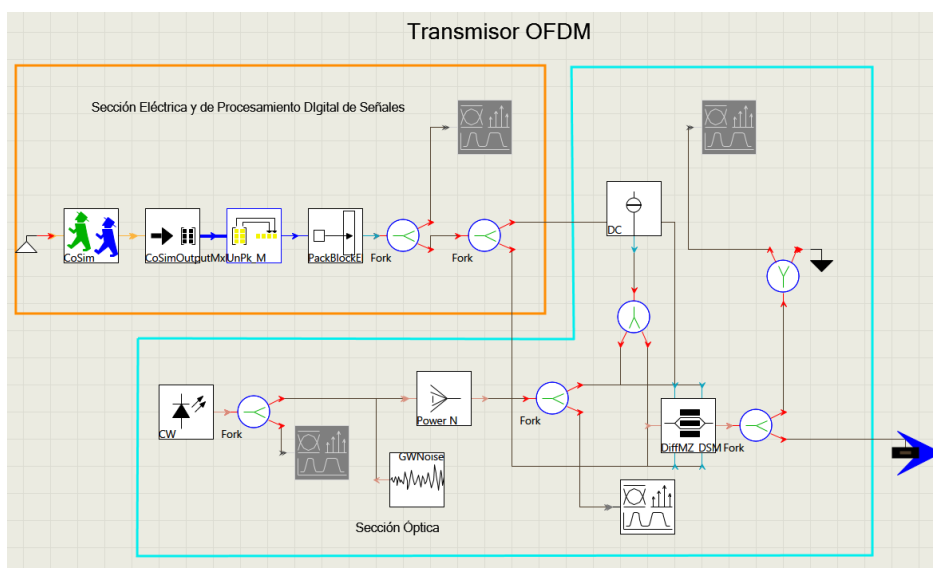 Transmisor OFDM
Sección Eléctrica y de Procesamiento DIgital de Señales
CoSim
CoSimOutputMxI
UnPk_M
PackBlockE
Fork
Fork
DC
CW
Fork
Power N
Fork
DiffMZ_DSM
Fork
GWNoise
Sección Óptica